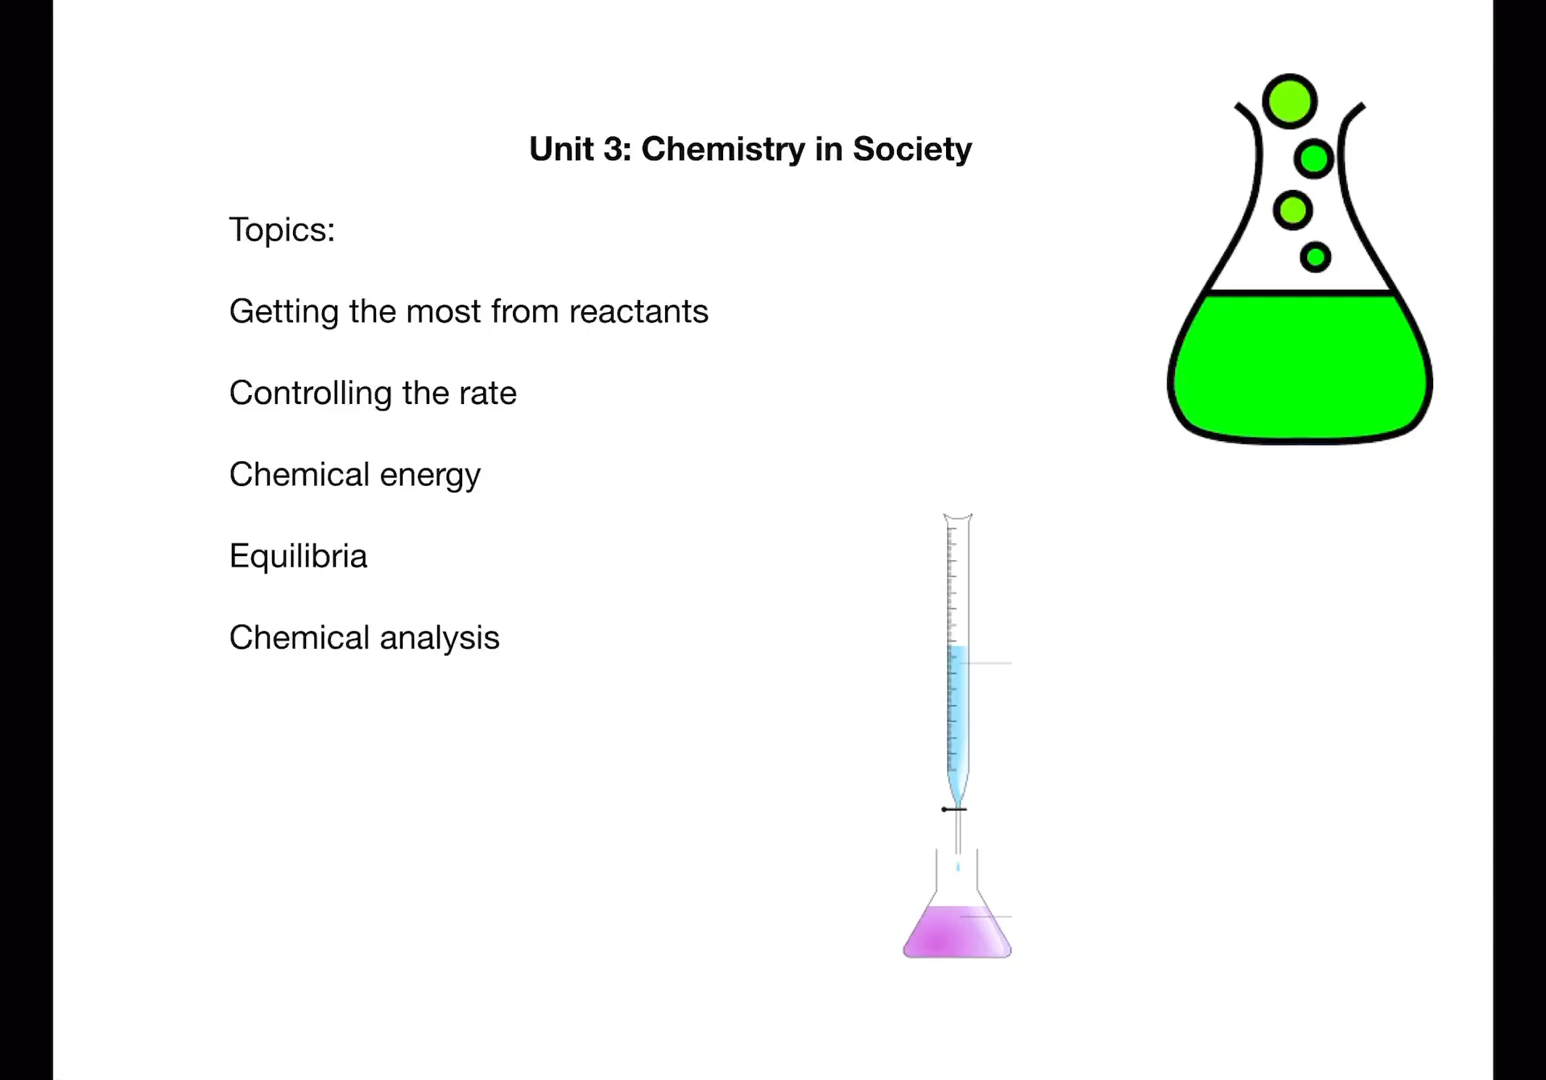 Unit 3: Chemistry in Society
Topics:
Getting the most from reactants
Controlling the rate
Chemical energy
Equilibria
Chemical analysis